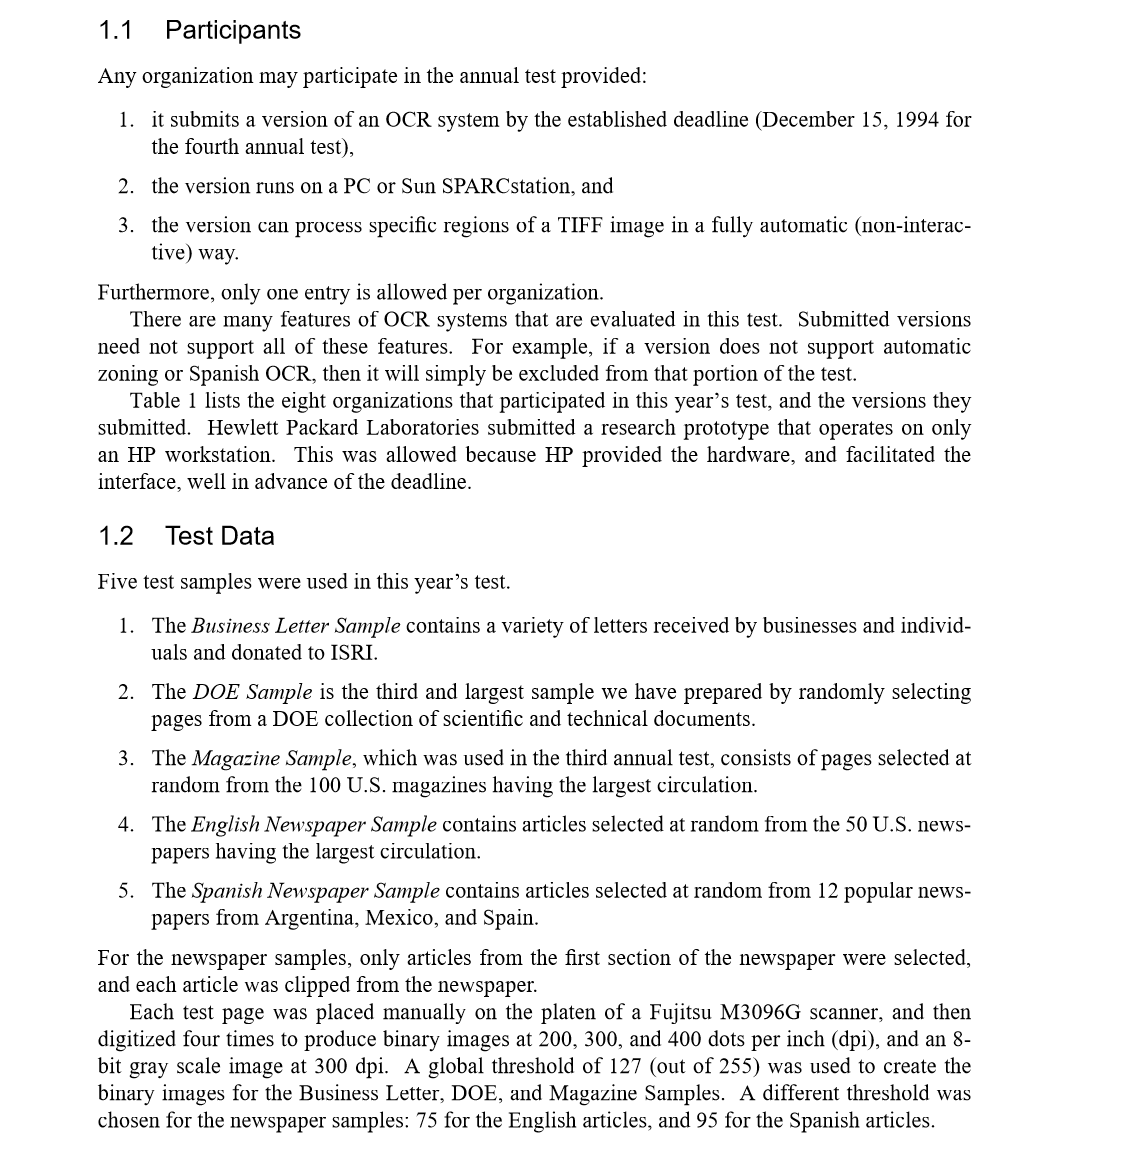 1.1 Participants
Any organization may participate in the annual test provided:
1. it submits a version of an OCR system by the established deadline (December 15, 1994 for
the fourth annual test),
2. the version runs on a PC or Sun SPARCstation, and
3. the version can process specific regions of a TIFF image in a fully automatic (non-interac-
tive) way.
Furthermore, only one entry is allowed per organization.
There are many features of OCR systems that are evaluated in this test. Submitted versions
need not support all of these features. For example, if a version does not support automatic
zoning or Spanish OCR, then it will simply be excluded from that portion of the test.
Table 1 lists the eight organizations that participated in this year's test, and the versions they
submitted. Hewlett Packard Laboratories submitted a research prototype that operates on only
an HP workstation. This was allowed because HP provided the hardware, and facilitated the
interface, well in advance of the deadline.
1.2 Test Data
Five test samples were used in this year's test.
1. The Business Letter Sample contains a variety of letters received by businesses and individ-
uals and donated to ISRI.
2. The DOE Sample is the third and largest sample we have prepared by randomly selecting
pages from a DOE collection of scientific and technical documents.
3. The Magazine Sample, which was used in the third annual test, consists of pages selected at
random from the 100 U.S. magazines having the largest circulation.
4. The English Newspaper Sample contains articles selected at random from the 50 U.S. news-
papers having the largest circulation.
5. The Spanish Newspaper Sample contains articles selected at random from 12 popular news-
papers from Argentina, Mexico, and Spain.
For the newspaper samples, only articles from the first section of the newspaper were selected,
and each article was clipped from the newspaper.
Each test page was placed manually on the platen of a Fujitsu M3096G scanner, and then
digitized four times to produce binary images at 200, 300, and 400 dots per inch (dpi), and an 8-
bit gray scale image at 300 dpi. A global threshold of 127 (out of 255) was used to create the
binary images for the Business Letter, DOE, and Magazine Samples. A different threshold was
chosen for the newspaper samples: 75 for the English articles, and 95 for the Spanish articles.